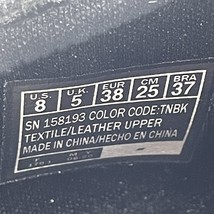 U.S. U.K. EUR CM BRA
8 5 38 25 37
SN 158193 COLOR CODE:TNBK
TEXTILE/LEATHER UPPER
MADE IN CHINA/HECHO EN CHINA